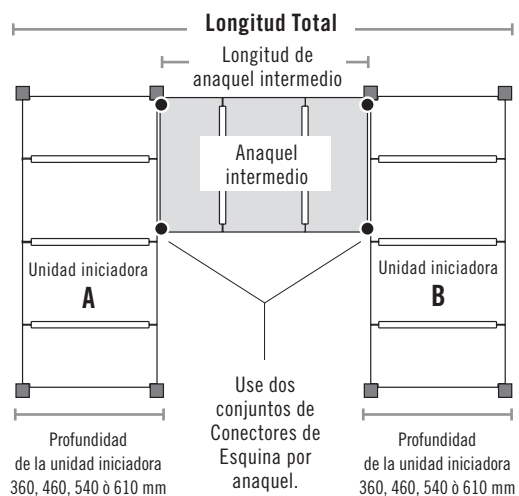 Longitud Total
Longitud de
anaquel intermedio
Anaquel
intermedio
Unidad iniciadora
A
Unidad iniciadora
B
Use dos
conjuntos de
Conectores de
Esquina por
anaquel.
Profundidad
de la unidad iniciadora
360, 460, 540 ò 610 mm
Profundidad
de la unidad iniciadora
360, 460, 540 ò 610 mm